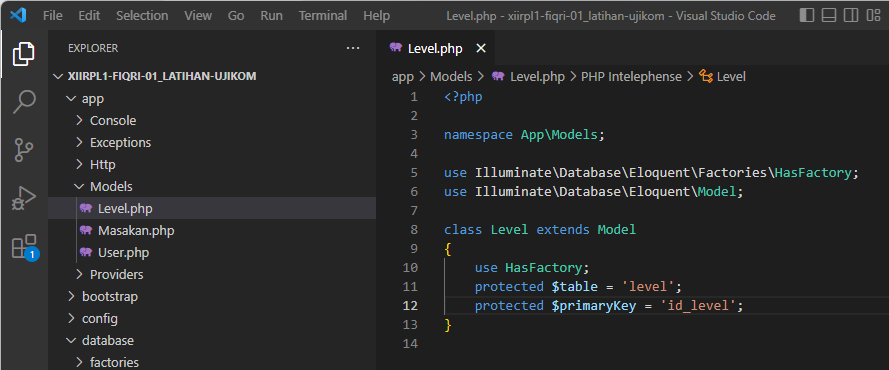 File Edit Selection View Go Run Terminal Help Level.php - xiirpl1-fiqri-01_latihan-ujikom - Visual Studio Code
EXPLORER ···
XIIRPL1-FIQRI-01_LATIHAN-UJIKOM
app
Console
Exceptions
Http
Models
Level.php
Masakan.php
User.php
Providers
bootstrap
config
database
factories
1
Level.php
app > Models > Level.php > PHP Intelephense > Level
1 <?php
2
3 namespace App\Models;
4
5 use Illuminate\Database\Eloquent\Factories\HasFactory;
6 use Illuminate\Database\Eloquent\Model;
7
8 class Level extends Model
9 {
10 use HasFactory;
11 protected $table = 'level';
12 protected $primaryKey = 'id_level';
13 }
14